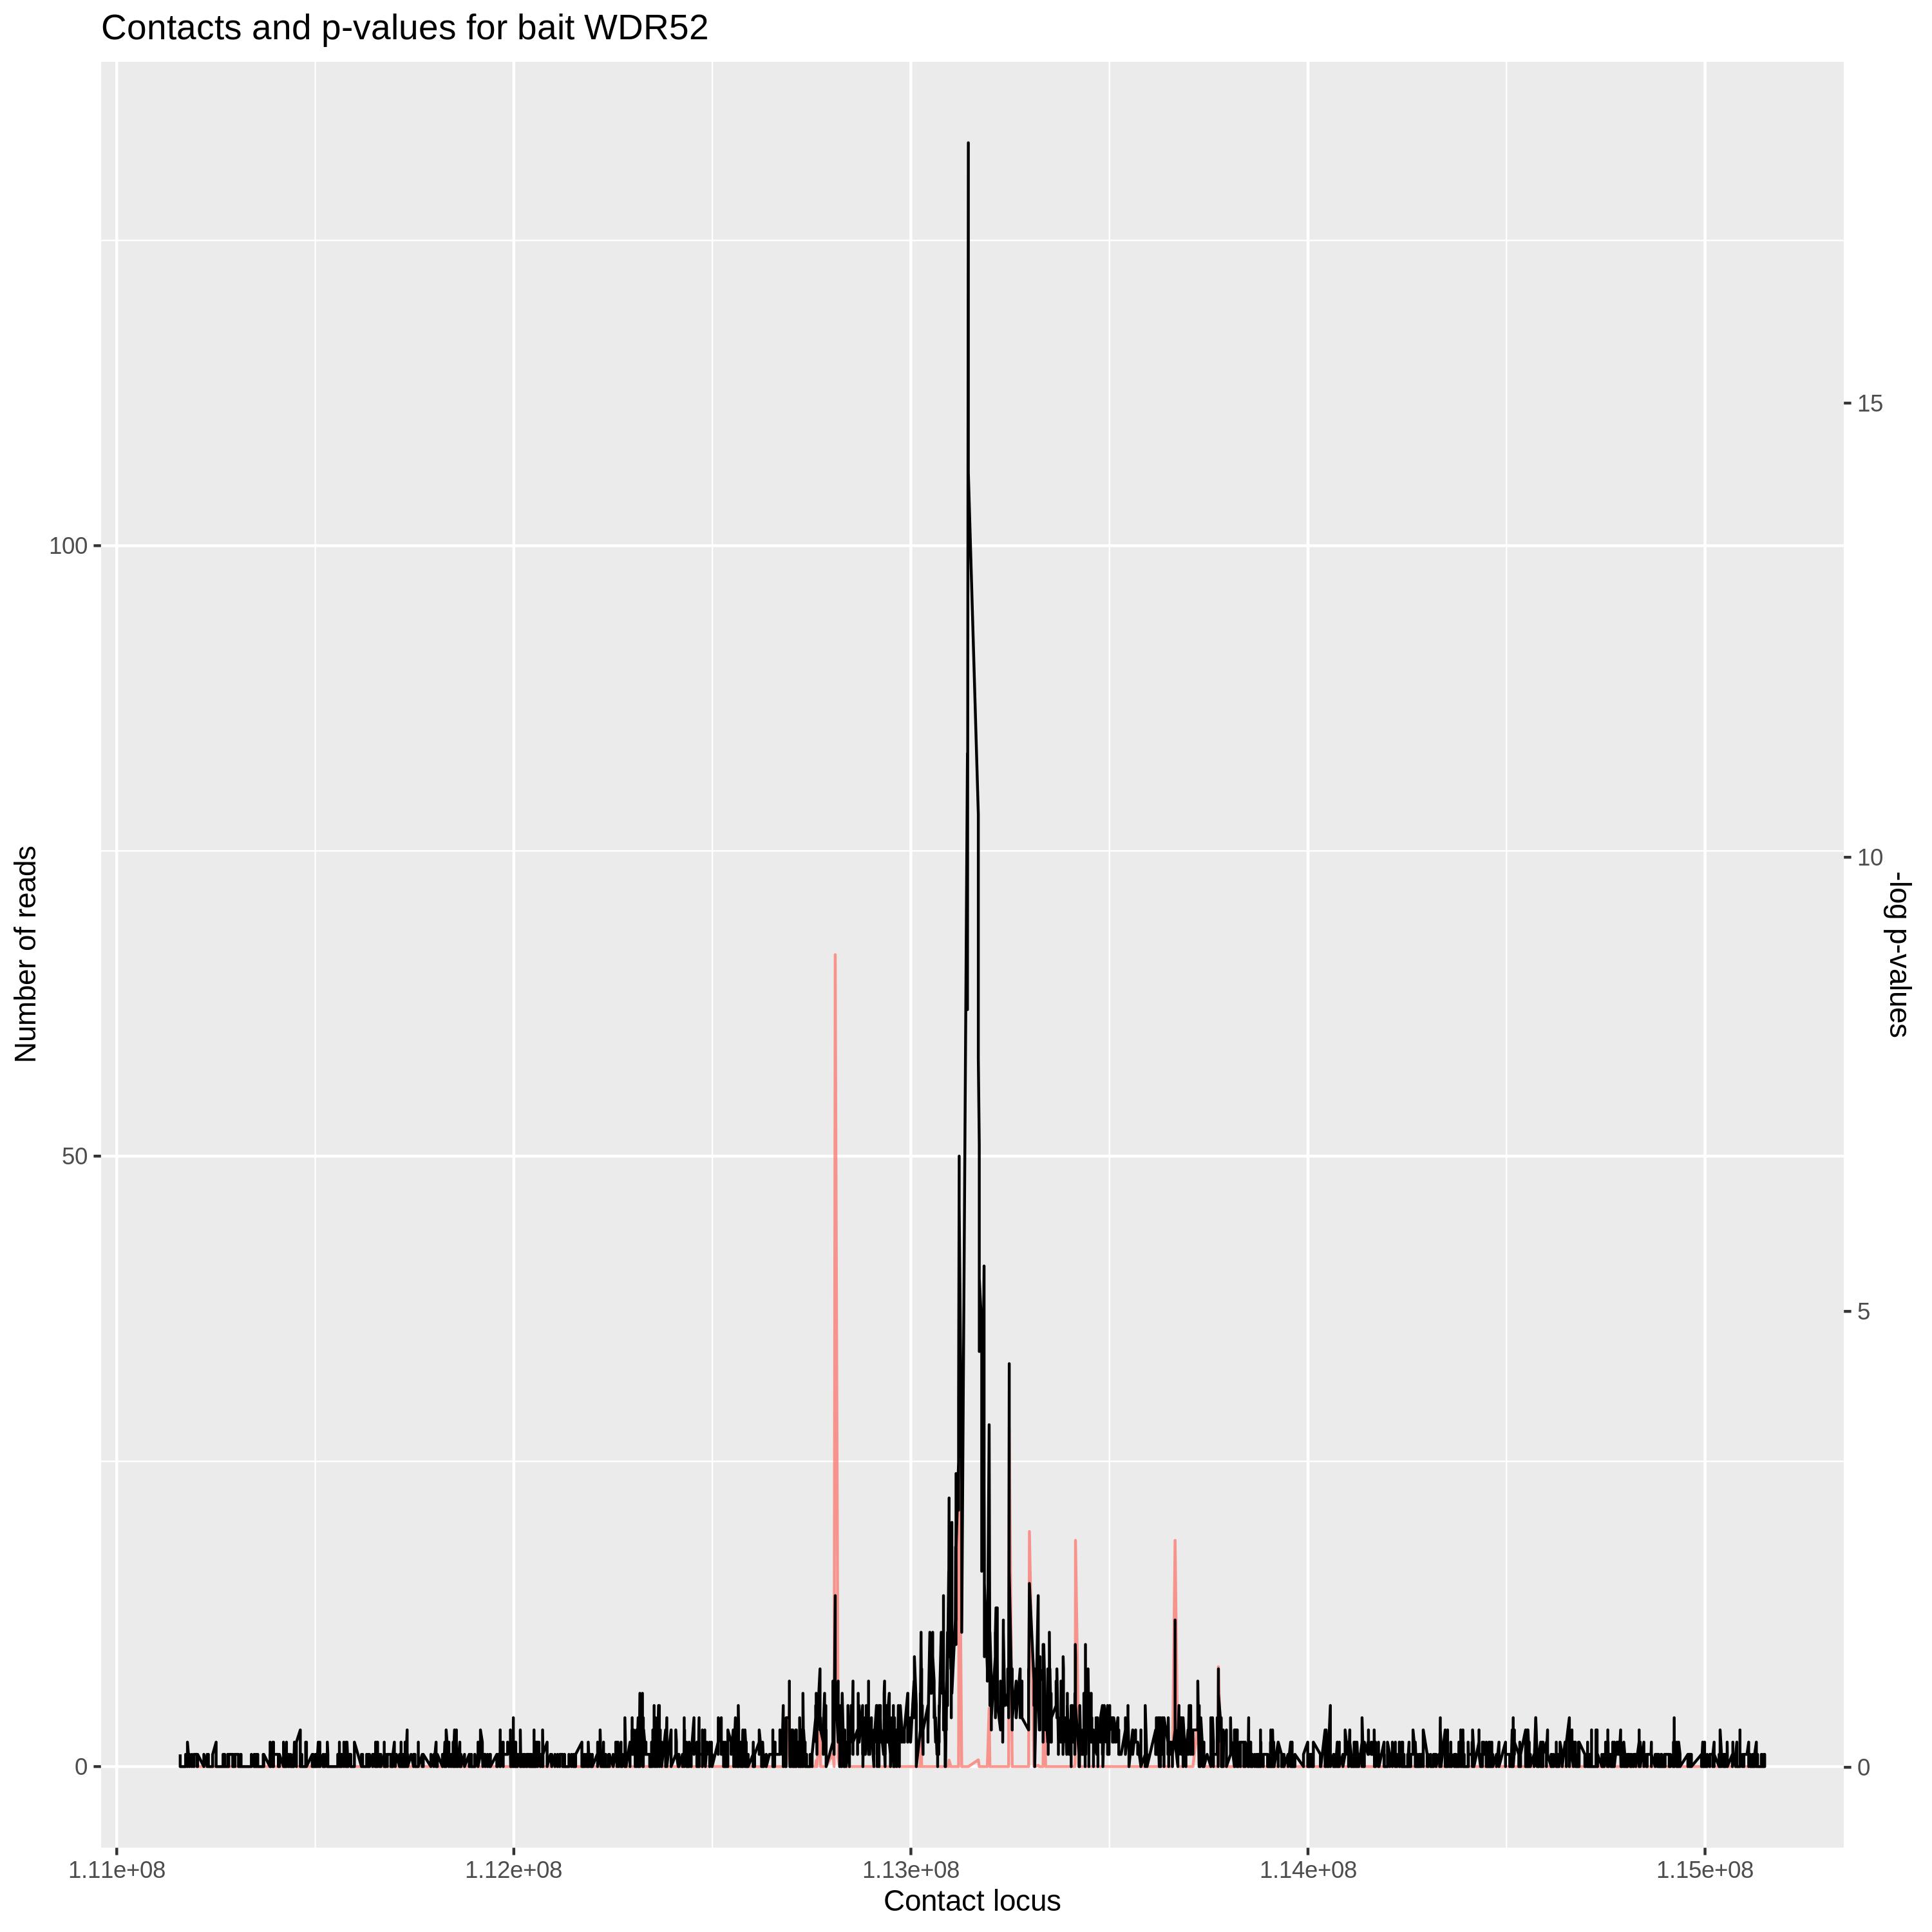 Contacts and p-values for bait WDR52
Number of reads
100
50
0
15
10
5
0
-log p-values
1.11e+08
1.12e+08
1.13e+08
1.14e+08
1.15e+08
Contact locus